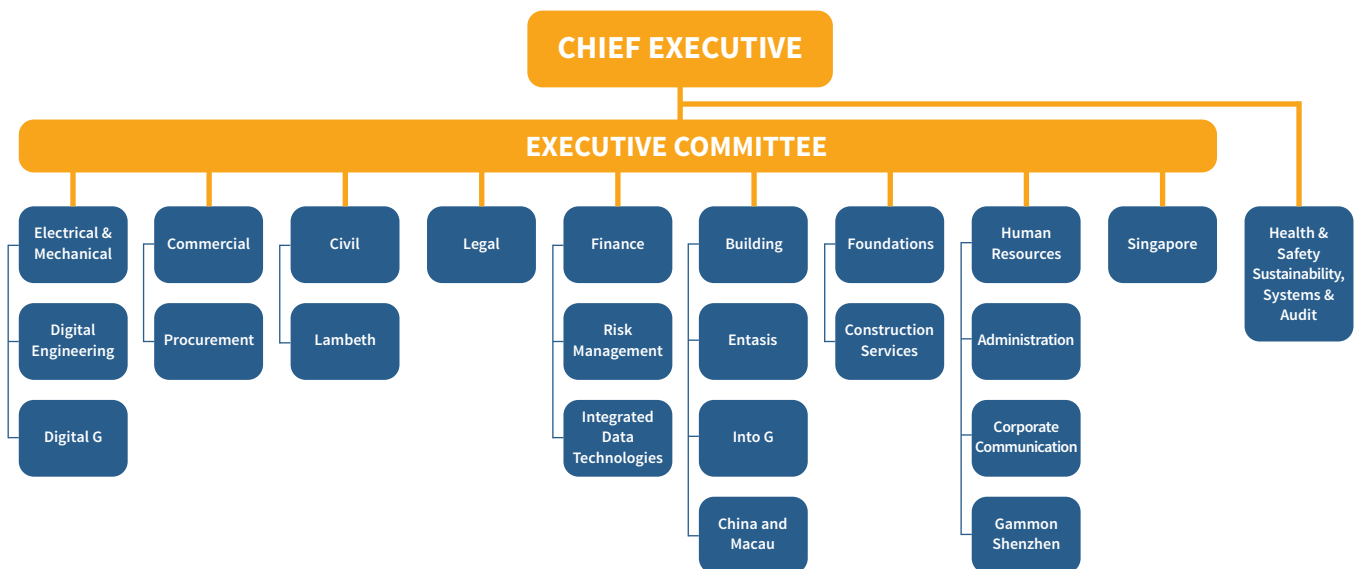 CHIEF EXECUTIVE
EXECUTIVE COMMITTEE
Electrical &
Mechanical
Digital
Engineering
Digital G
Commercial
Procurement
Civil
Lambeth
Legal
Finance
Risk
Management
Integrated
Data
Technologies
Building
Entasis
Into G
China and
Macau
Foundations
Construction
Services
Human
Resources
Administration
Corporate
Communication
Gammon
Shenzhen
Singapore
Health &
Safety
Sustainability,
Systems &
Audit